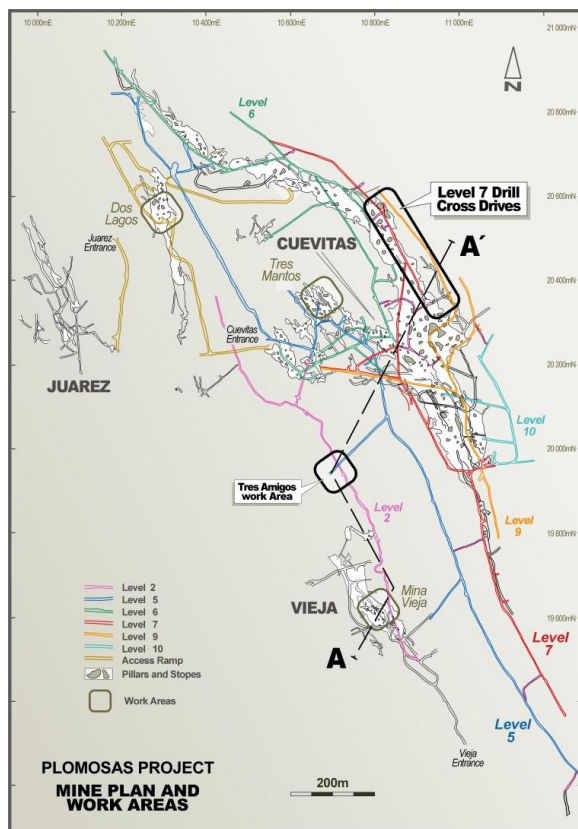 10 000mE
10 200mE
10 400mE
10 600mE
10 800mE
11 000mE
21 000mN
N
Level
6
20 800mN
Level 7 Drill
Cross Drives
20 600mN
Dos
Lagos
Juarez
Entrance
CUEVITAS
A´
Tres
Mantos
20 400mN
Cuevitas
Entrance
20 200mN
JUAREZ
Level
10
20 000mN
Tres Amigos
work Area
Level
2
Level
9
19 800mN
Level 2
Level 5
Level 6
Level 7
Level 9
Level 10
Access Ramp
Pillars and Stopes
Work Areas
VIEJA
Mina
Vieja
19 600mN
Level
7
A
Level
5
Vieja
Entrance
PLOMOSAS PROJECT
MINE PLAN AND
WORK AREAS
200m